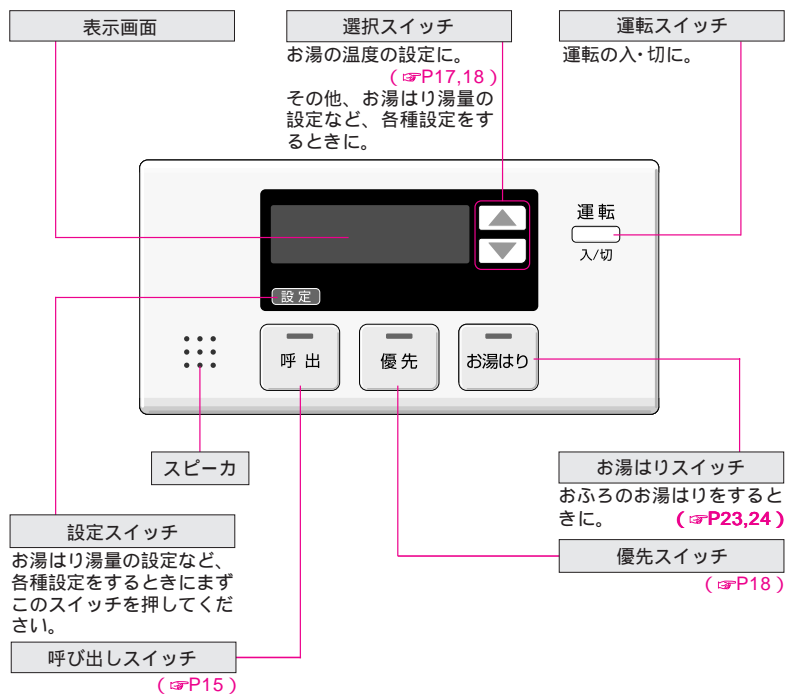 表示画面
選択スイッチ
お湯の温度の設定に。
(☞P17,18)
その他、お湯はり湯量の
設定など、各種設定をす
るときに。
運転スイッチ
運転の入・切に。
運転
入/切
設定
呼出
優先
お湯はり
スピーカ
設定スイッチ
お湯はり湯量の設定など、
各種設定をするときにまず
このスイッチを押してくだ
さい。
呼び出しスイッチ
(☞P15)
お湯はりスイッチ
おふろのお湯はりをすると
きに。 (☞P23,24)
優先スイッチ
(☞P18)